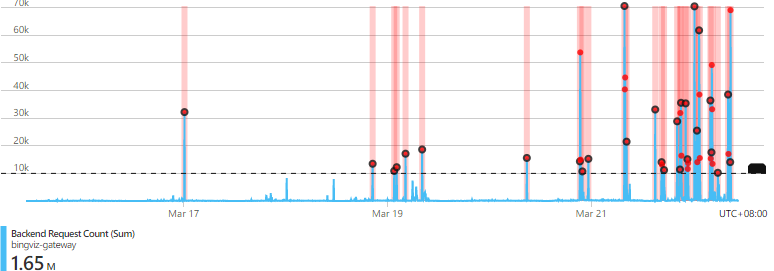 70k
60k
50k
40k
30k
20k
10k
Mar 17 Mar 19 Mar 21 UTC+08:00
Backend Request Count (Sum)
bingviz-gateway
1.65 M